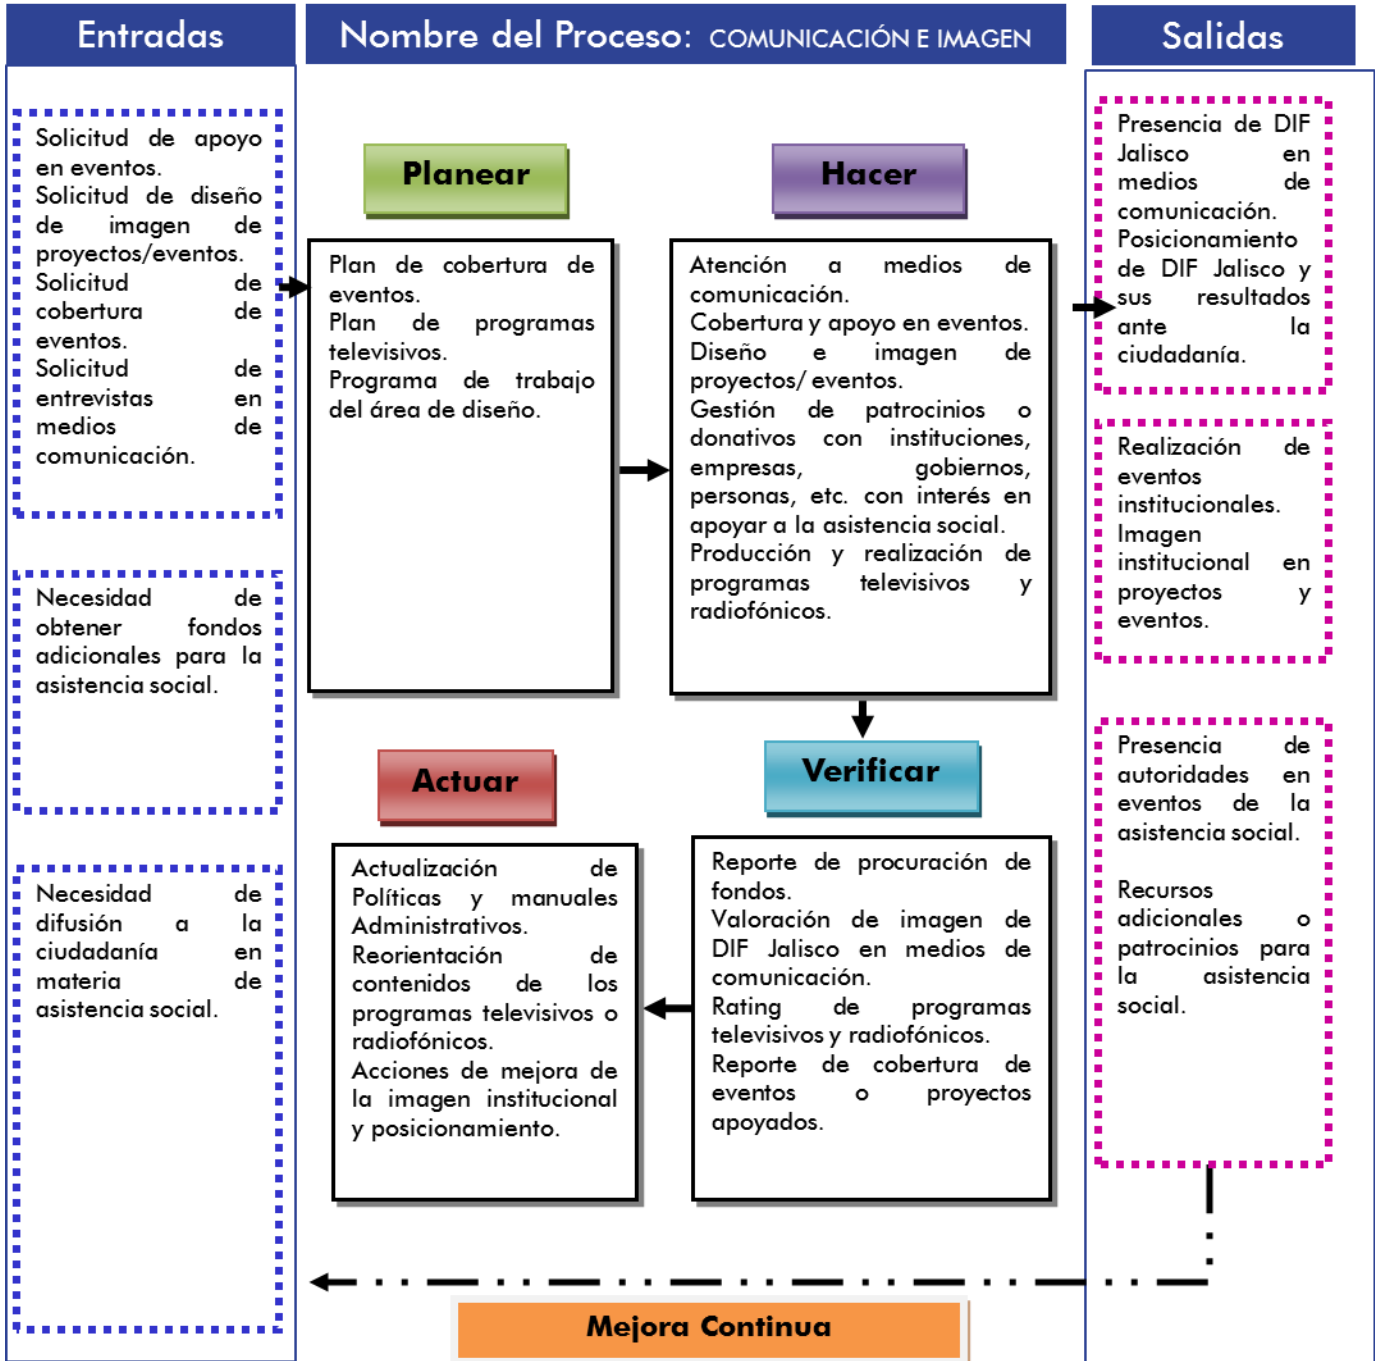 Entradas
Nombre del Proceso: COMUNICACIÓN E IMAGEN
Salidas
Solicitud de apoyo
en eventos.
Solicitud de diseño
de imagen de
proyectos/eventos.
Solicitud de
cobertura de
eventos.
Solicitud de
entrevistas en
medios de
comunicación.
Necesidad de
obtener fondos
adicionales para la
asistencia social.
Necesidad de
difusión a la
ciudadanía en
materia de
asistencia social.
Planear
Plan de cobertura de
eventos.
Plan de programas
televisivos.
Programa de trabajo
del área de diseño.
Hacer
Atención a medios de
comunicación.
Cobertura y apoyo en eventos.
Diseño e imagen de
proyectos/ eventos.
Gestión de patrocinios o
donativos con instituciones,
empresas, gobiernos,
personas, etc. con interés en
apoyar a la asistencia social.
Producción y realización de
programas televisivos y
radiofónicos.
Verificar
Reporte de procuración de
fondos.
Valoración de imagen de
DIF Jalisco en medios de
comunicación.
Rating de programas
televisivos y radiofónicos.
Reporte de cobertura de
eventos o proyectos
apoyados.
Actuar
Actualización de
Políticas y manuales
Administrativos.
Reorientación de
contenidos de los
programas televisivos o
radiofónicos.
Acciones de mejora de
la imagen institucional
y posicionamiento.
Presencia de DIF
Jalisco en
medios de
comunicación.
Posicionamiento
de DIF Jalisco y
sus resultados
ante la
ciudadanía.
Realización de
eventos
institucionales.
Imagen
institucional en
proyectos y
eventos.
Presencia de
autoridades en
eventos de la
asistencia social.
Recursos
adicionales o
patrocinios para
la asistencia
social.
Mejora Continua